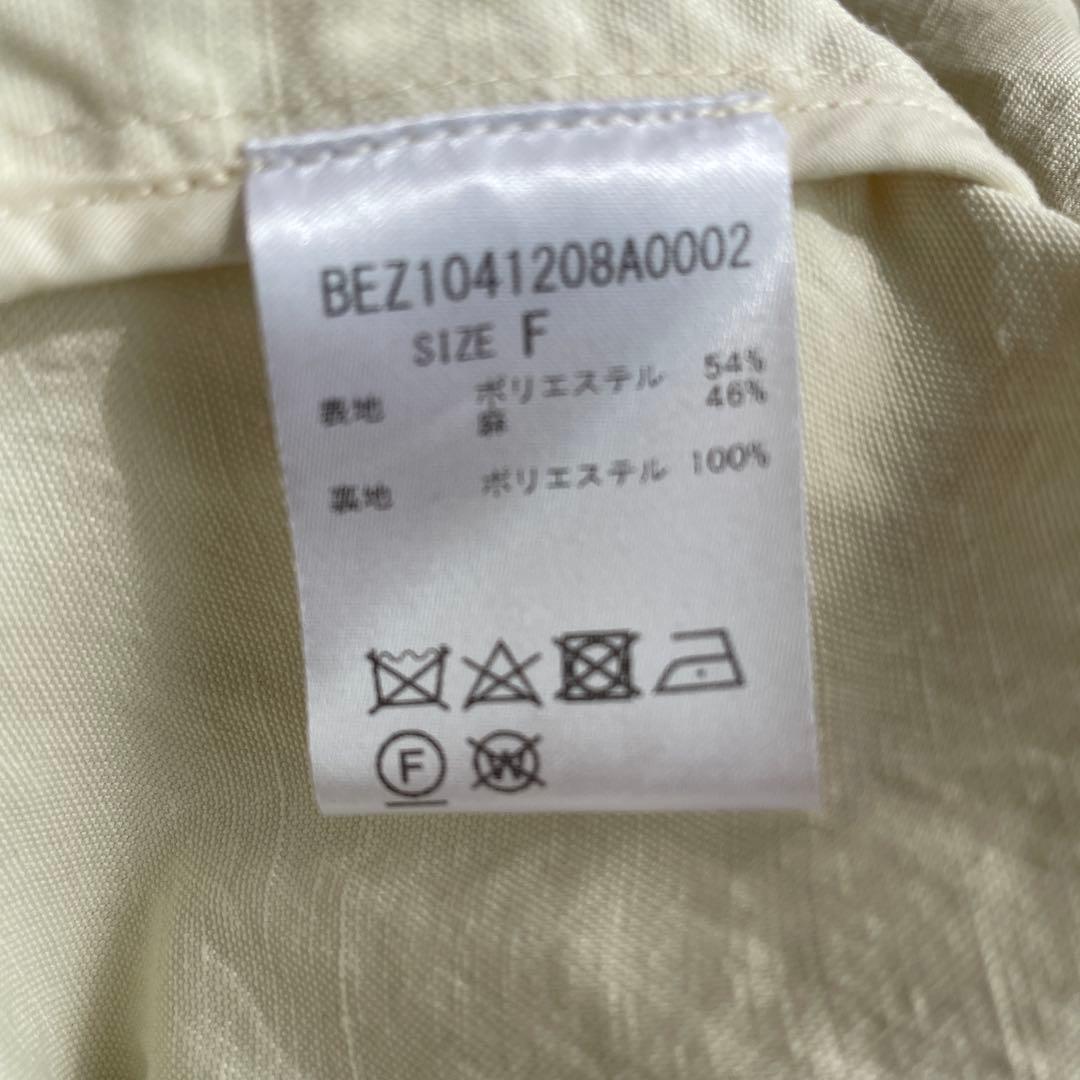 BEZ1041208A0002
SIZE F
表地 ポリエステル 54%
麻 46%
裏地 ポリエステル 100%
F W